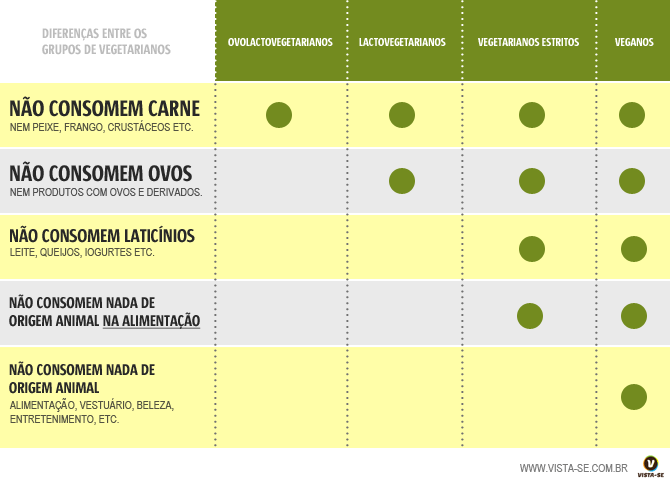 DIFERENÇAS ENTRE OS
GRUPOS DE VEGETARIANOS
OVOLACTOVEGETARIANOS
LACTOVEGETARIANOS
VEGETARIANOS ESTRITOS
VEGANOS
NÃO CONSOMEM CARNE
NEM PEIXE, FRANGO, CRUSTÁCEOS ETC.
NÃO CONSOMEM OVOS
NEM PRODUTOS COM OVOS E DERIVADOS.
NÃO CONSOMEM LATICÍNIOS
LEITE, QUEIJOS, IOGURTES ETC.
NÃO CONSOMEM NADA DE
ORIGEM ANIMAL NA ALIMENTAÇÃO
NÃO CONSOMEM NADA DE
ORIGEM ANIMAL
ALIMENTAÇÃO, VESTUÁRIO, BELEZA,
ENTRETENIMENTO, ETC.
WWW.VISTA-SE.COM.BR
V
VISTA-SE